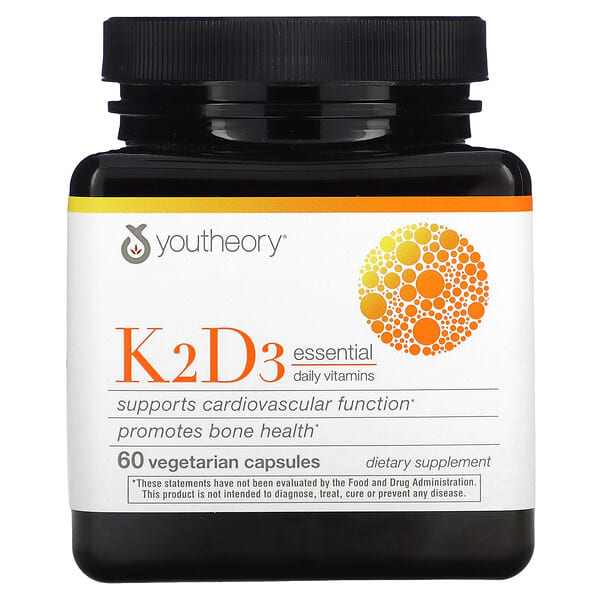 youtheory®
K2D3 essential
daily vitamins
supports cardiovascular function*
promotes bone health*
60 vegetarian capsules dietary supplement
*These statements have not been evaluated by the Food and Drug Administration.
This product is not intended to diagnose, treat, cure or prevent any disease.